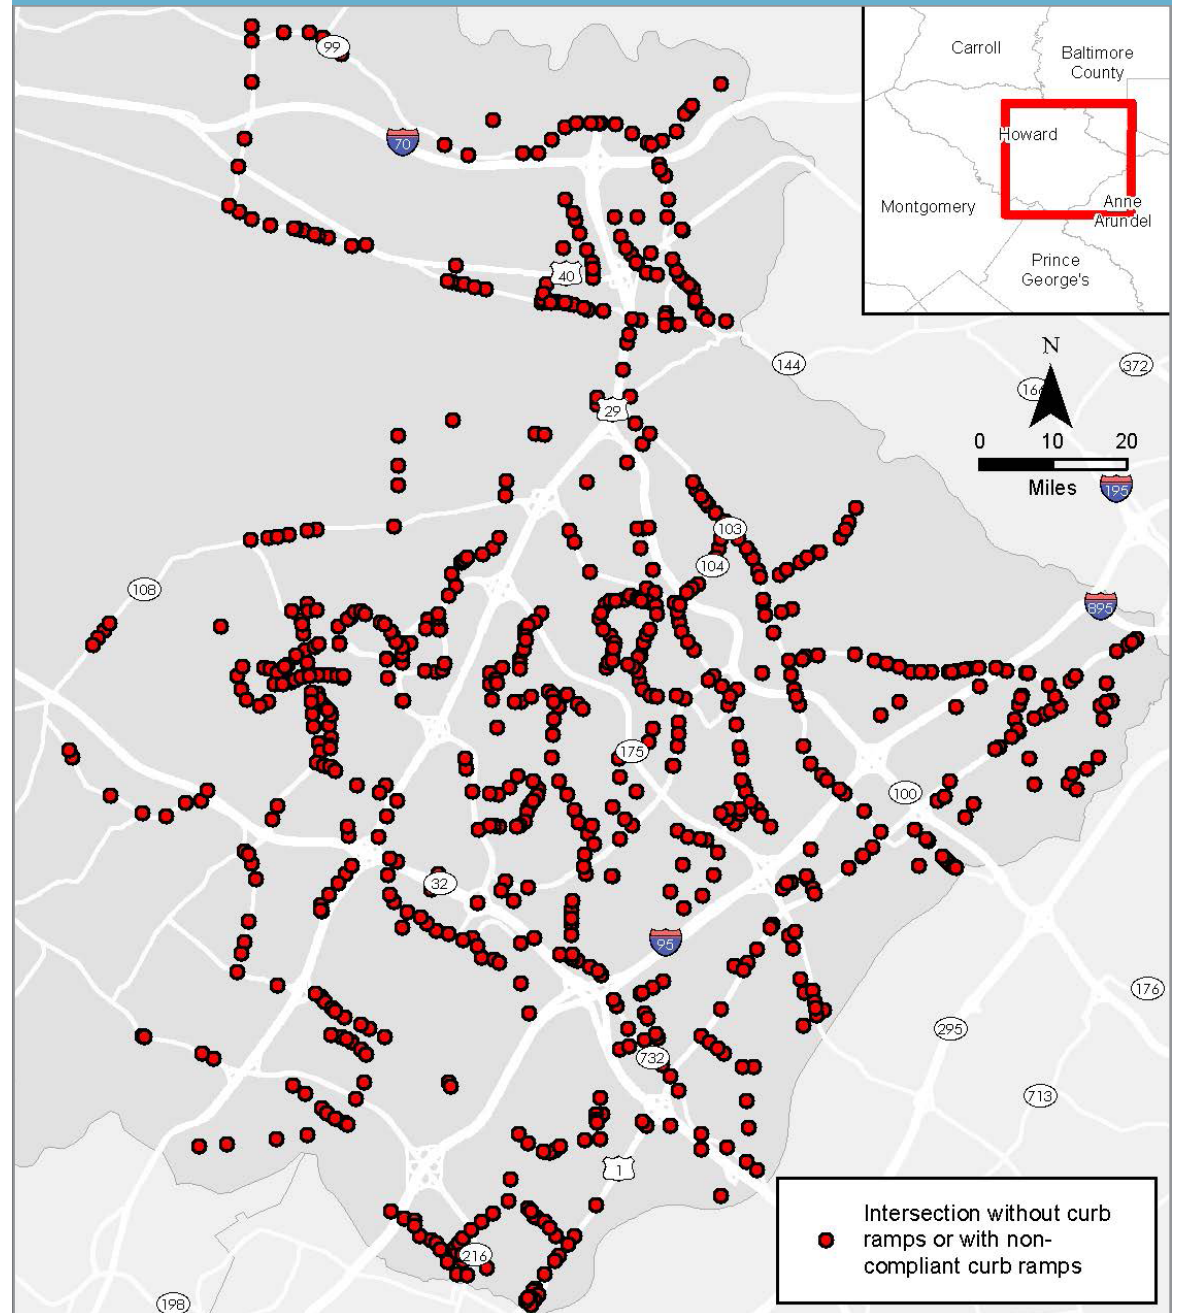 99
Carroll
Baltimore
County
70
Howard
Montgomery
Anne
Arundel
Prince
George's
40
N
144
372
166
29
0 10 20
Miles
195
103
104
108
895
175
100
32
95
176
295
732
713
1
Intersection without curb
ramps or with non-
compliant curb ramps
216
198